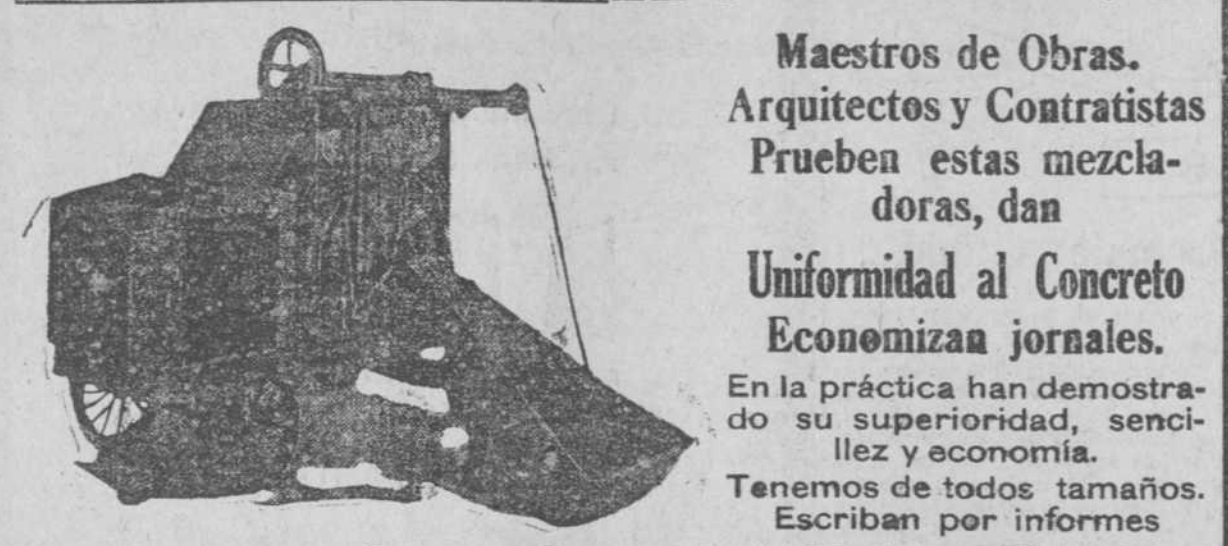 Maestros de Obras.
Arquitectos y Contratistas
Prueben estas mezcla-
doras, dan
Uniformidad al Concreto
Economizan jornales.
En la práctica han demostra-
do su superioridad, senci-
llez y economía.
Tenemos de todos tamaños.
Escriban por informes